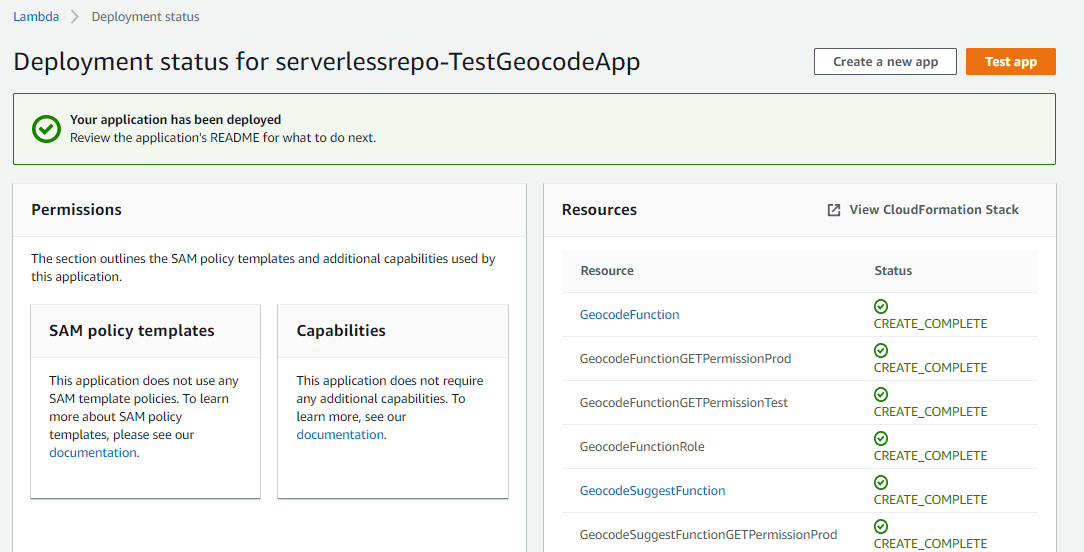 Lambda > Deployment status
Deployment status for serverlessrepo-TestGeocodeApp
Create a new app
Test app
Your application has been deployed
Review the application's README for what to do next.
Permissions
The section outlines the SAM policy templates and additional capabilities used by
this application.
SAM policy templates
This application does not use any
SAM template policies. To learn
more about SAM policy
templates, please see our
documentation.
Capabilities
This application does not require
any additional capabilities. To
learn more, see our
documentation.
Resources
View CloudFormation Stack
Resource Status
GeocodeFunction CREATE_COMPLETE
GeocodeFunctionGETPermissionProd CREATE_COMPLETE
GeocodeFunctionGETPermissionTest CREATE_COMPLETE
GeocodeFunctionRole CREATE_COMPLETE
GeocodeSuggestFunction CREATE_COMPLETE
GeocodeSuggestFunctionGETPermissionProd CREATE_COMPLETE